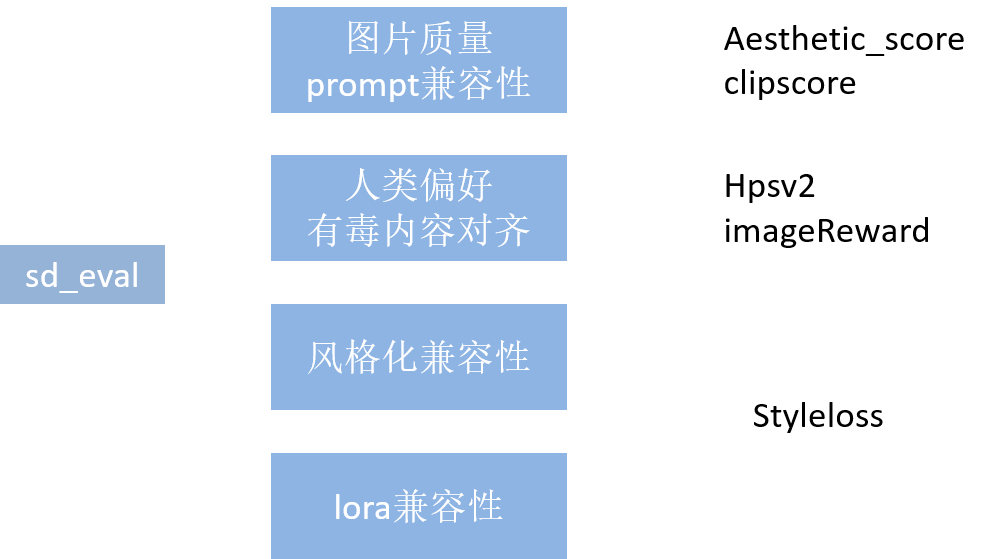 图片质量
prompt兼容性
Aesthetic_score
clipscore
人类偏好
有毒内容对齐
Hpsv2
imageReward
sd_eval
风格化兼容性
Styleloss
lora兼容性